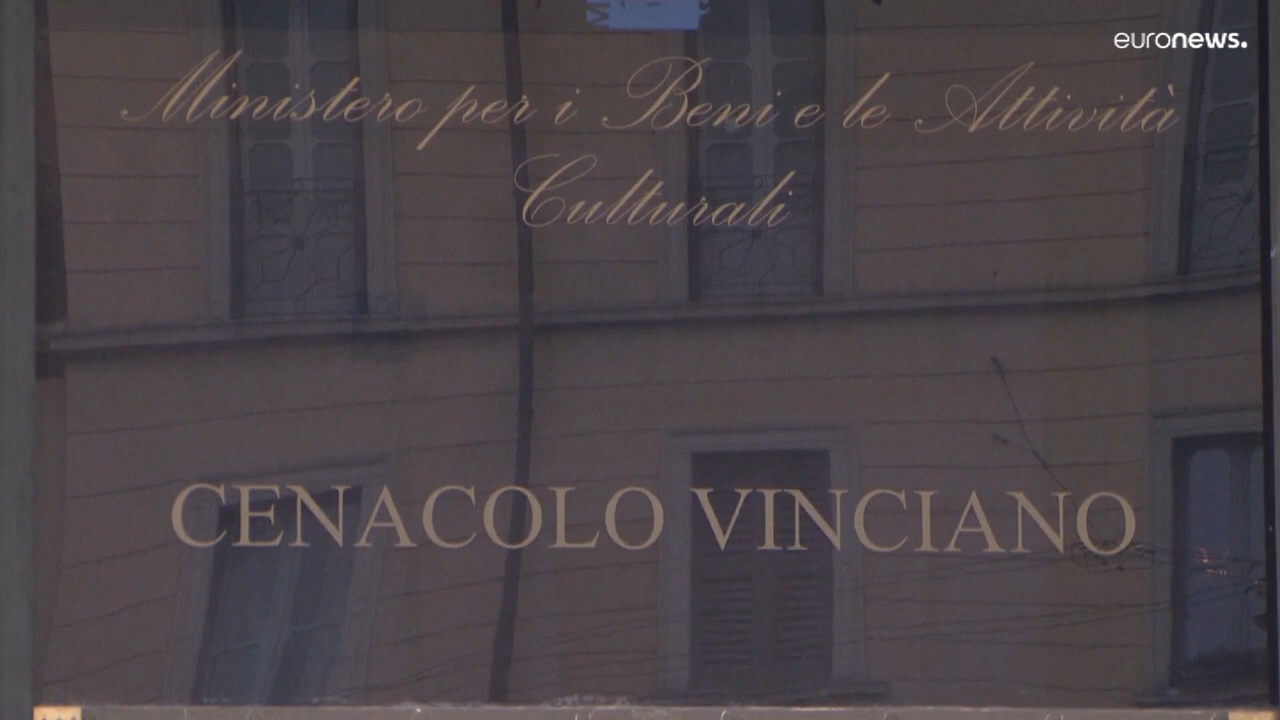 euronews.
Ministero per i Beni e le Attività
Culturali
CENACOLO VINCIANO